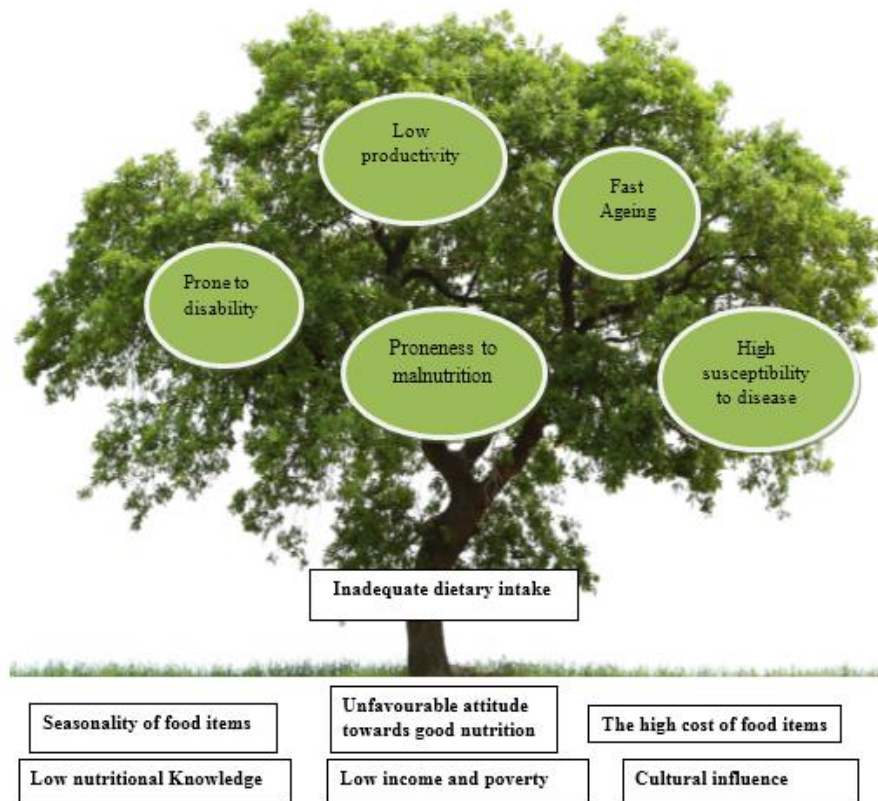 Low
productivity
Fast
Ageing
Prone to
disability
Proneness to
malnutrition
High
susceptibility
to disease
Inadequate dietary intake
Seasonality of food items
Unfavourable attitude
towards good nutrition
The high cost of food items
Low nutritional Knowledge
Low income and poverty
Cultural influence